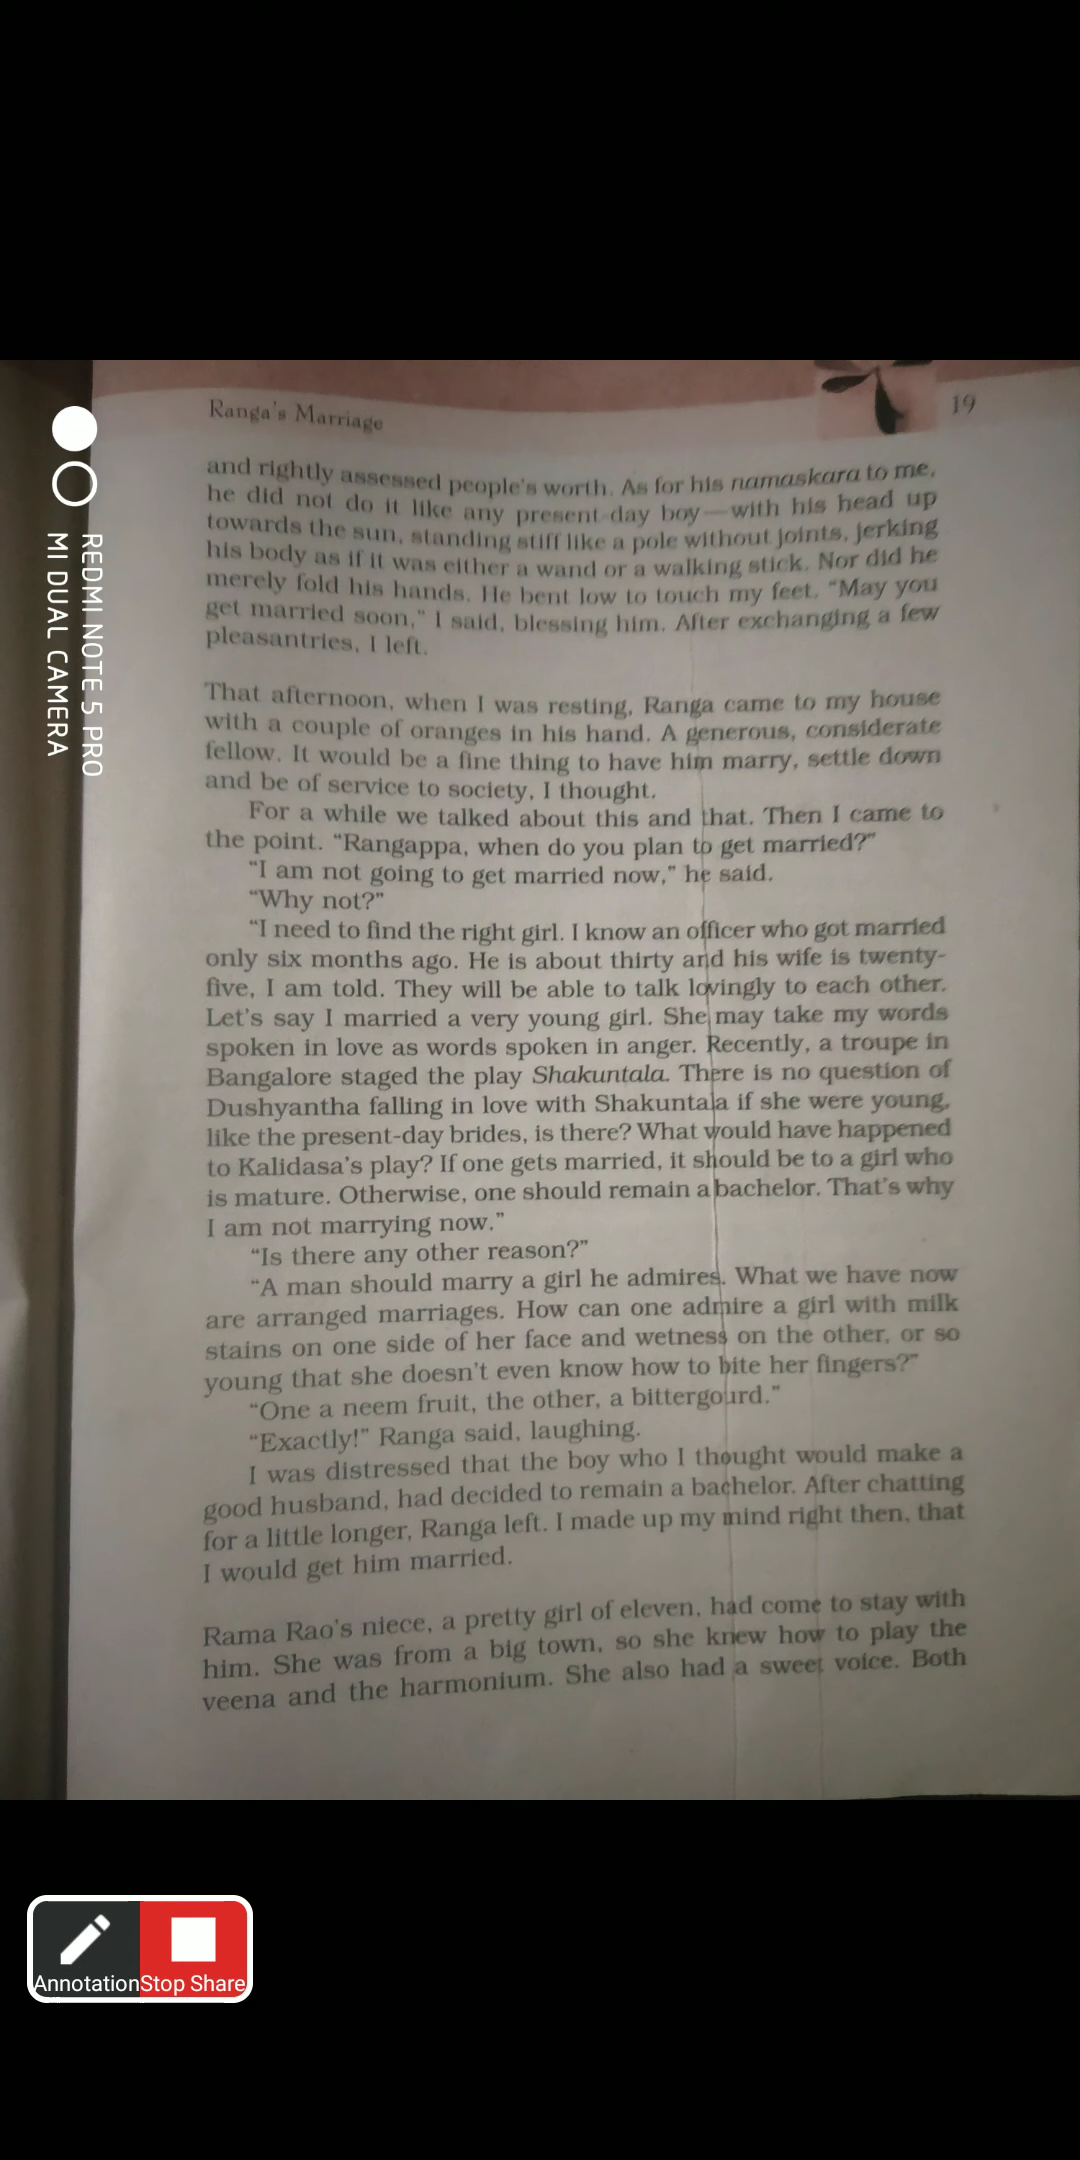 Ranga's Marriage
19
and rightly assessed people's worth. As for his namaskara to me,
he did not do it like any present-day boy—with his head up
towards the sun, standing stiff like a pole without joints, jerking
his body as if it was either a wand or a walking stick. Nor did he
merely fold his hands. He bent low to touch my feet. “May you
get married soon,” I said, blessing him. After exchanging a few
pleasantries, I left.
That afternoon, when I was resting, Ranga came to my house
with a couple of oranges in his hand. A generous, considerate
fellow. It would be a fine thing to have him marry, settle down
and be of service to society, I thought.
For a while we talked about this and that. Then I came to
the point. “Rangappa, when do you plan to get married?”
“I am not going to get married now,” he said.
“Why not?”
“I need to find the right girl. I know an officer who got married
only six months ago. He is about thirty and his wife is twenty-
five, I am told. They will be able to talk lovingly to each other.
Let's say I married a very young girl. She may take my words
spoken in love as words spoken in anger. Recently, a troupe in
Bangalore staged the play Shakuntala. There is no question of
Dushyantha falling in love with Shakuntala if she were young,
like the present-day brides, is there? What would have happened
to Kalidasa's play? If one gets married, it should be to a girl who
is mature. Otherwise, one should remain a bachelor. That's why
I am not marrying now.”
“Is there any other reason?”
“A man should marry a girl he admires. What we have now
are arranged marriages. How can one admire a girl with milk
stains on one side of her face and wetness on the other, or so
young that she doesn't even know how to bite her fingers?”
“One a neem fruit, the other, a bittergourd.”
“Exactly!” Ranga said, laughing.
I was distressed that the boy who I thought would make a
good husband, had decided to remain a bachelor. After chatting
for a little longer, Ranga left. I made up my mind right then, that
I would get him married.
Rama Rao's niece, a pretty girl of eleven, had come to stay with
him. She was from a big town, so she knew how to play the
veena and the harmonium. She also had a sweet voice. Both
REDMI NOTE 5 PRO
MI DUAL CAMERA
Annotation
Stop Share